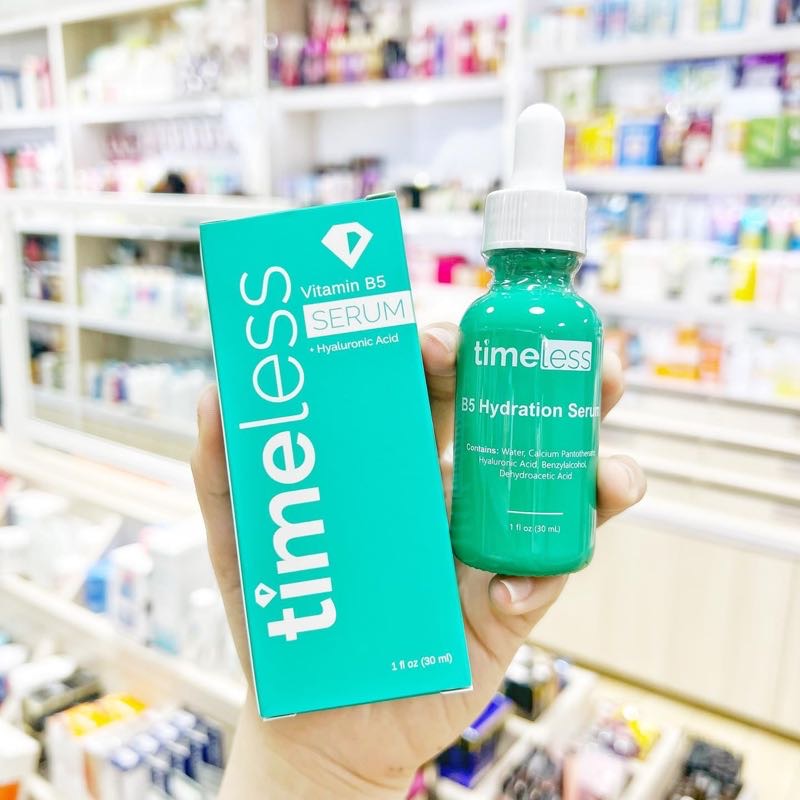 timeless
Vitamin B5
SERUM
+ Hyaluronic Acid
1 fl oz (30 ml)
timeless
B5 Hydration Serum
Contains: Water, Calcium Pantothenate,
Hyaluronic Acid, Benzylalcohol,
Dehydroacetic Acid
1 fl oz (30 mL)